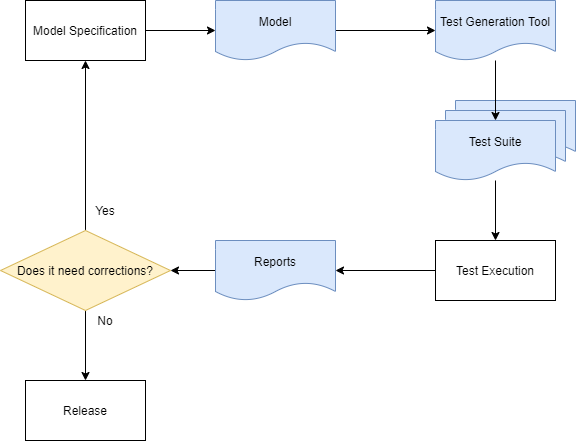 Model Specification
Model
Test Generation Tool
Test Suite
Yes
Does it need corrections?
Reports
Test Execution
No
Release